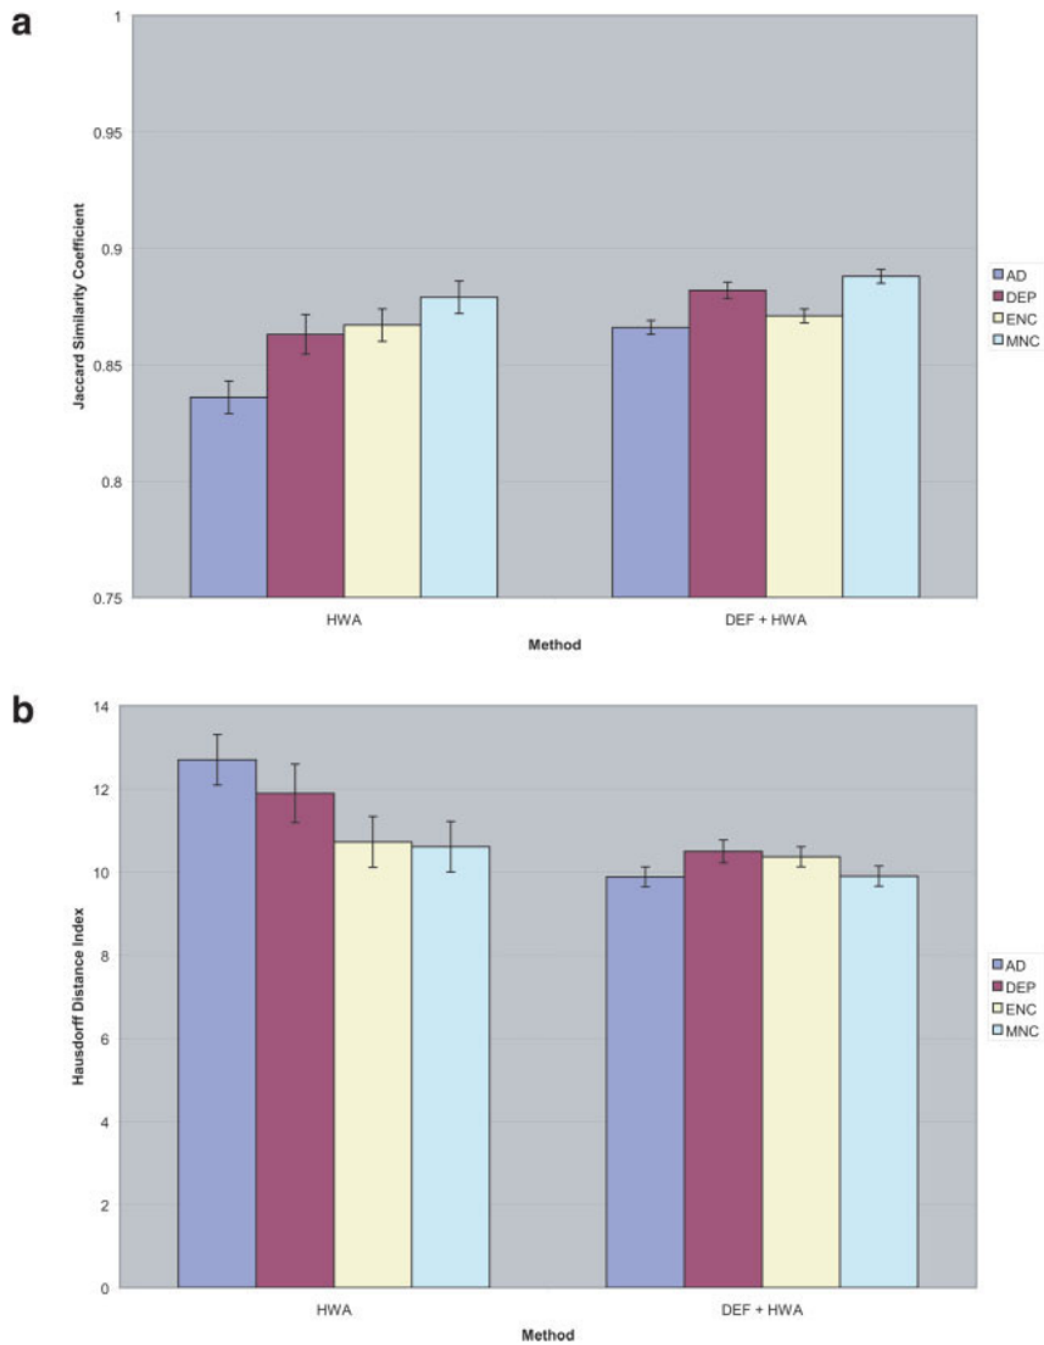 a
1
0.95
0.9
0.85
0.8
0.75
Jaccard Similarity Coefficient
HWA
DEF + HWA
Method
AD
DEP
ENC
MNC
b
14
12
10
8
6
4
2
0
Hausdorff Distance Index
HWA
DEF + HWA
Method
AD
DEP
ENC
MNC